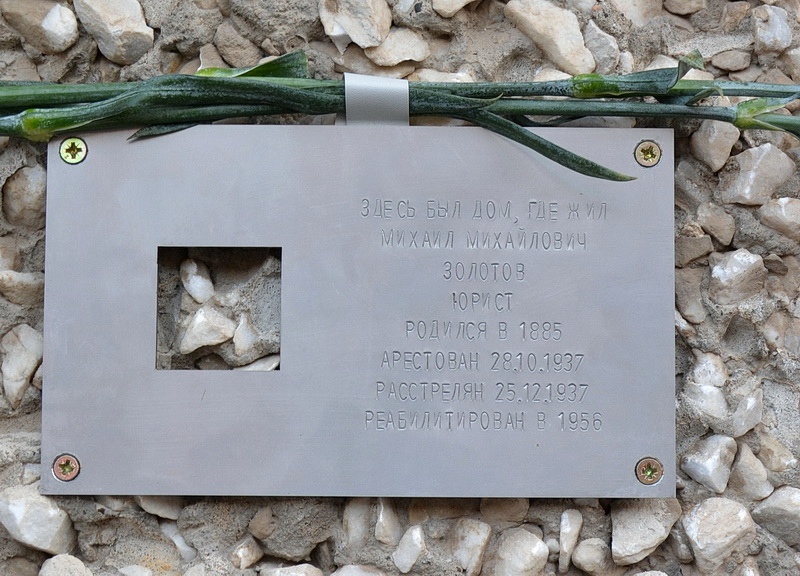 ЗДЕСЬ БЫЛ ДОМ, ГДЕ ЖИЛ
МИХАИЛ МИХАЙЛОВИЧ
ЗОЛОТОВ
ЮРИСТ
РОДИЛСЯ В 1885
АРЕСТОВАН 28.10.1937
РАССТРЕЛЯН 25.12.1937
РЕАБИЛИТИРОВАН В 1956